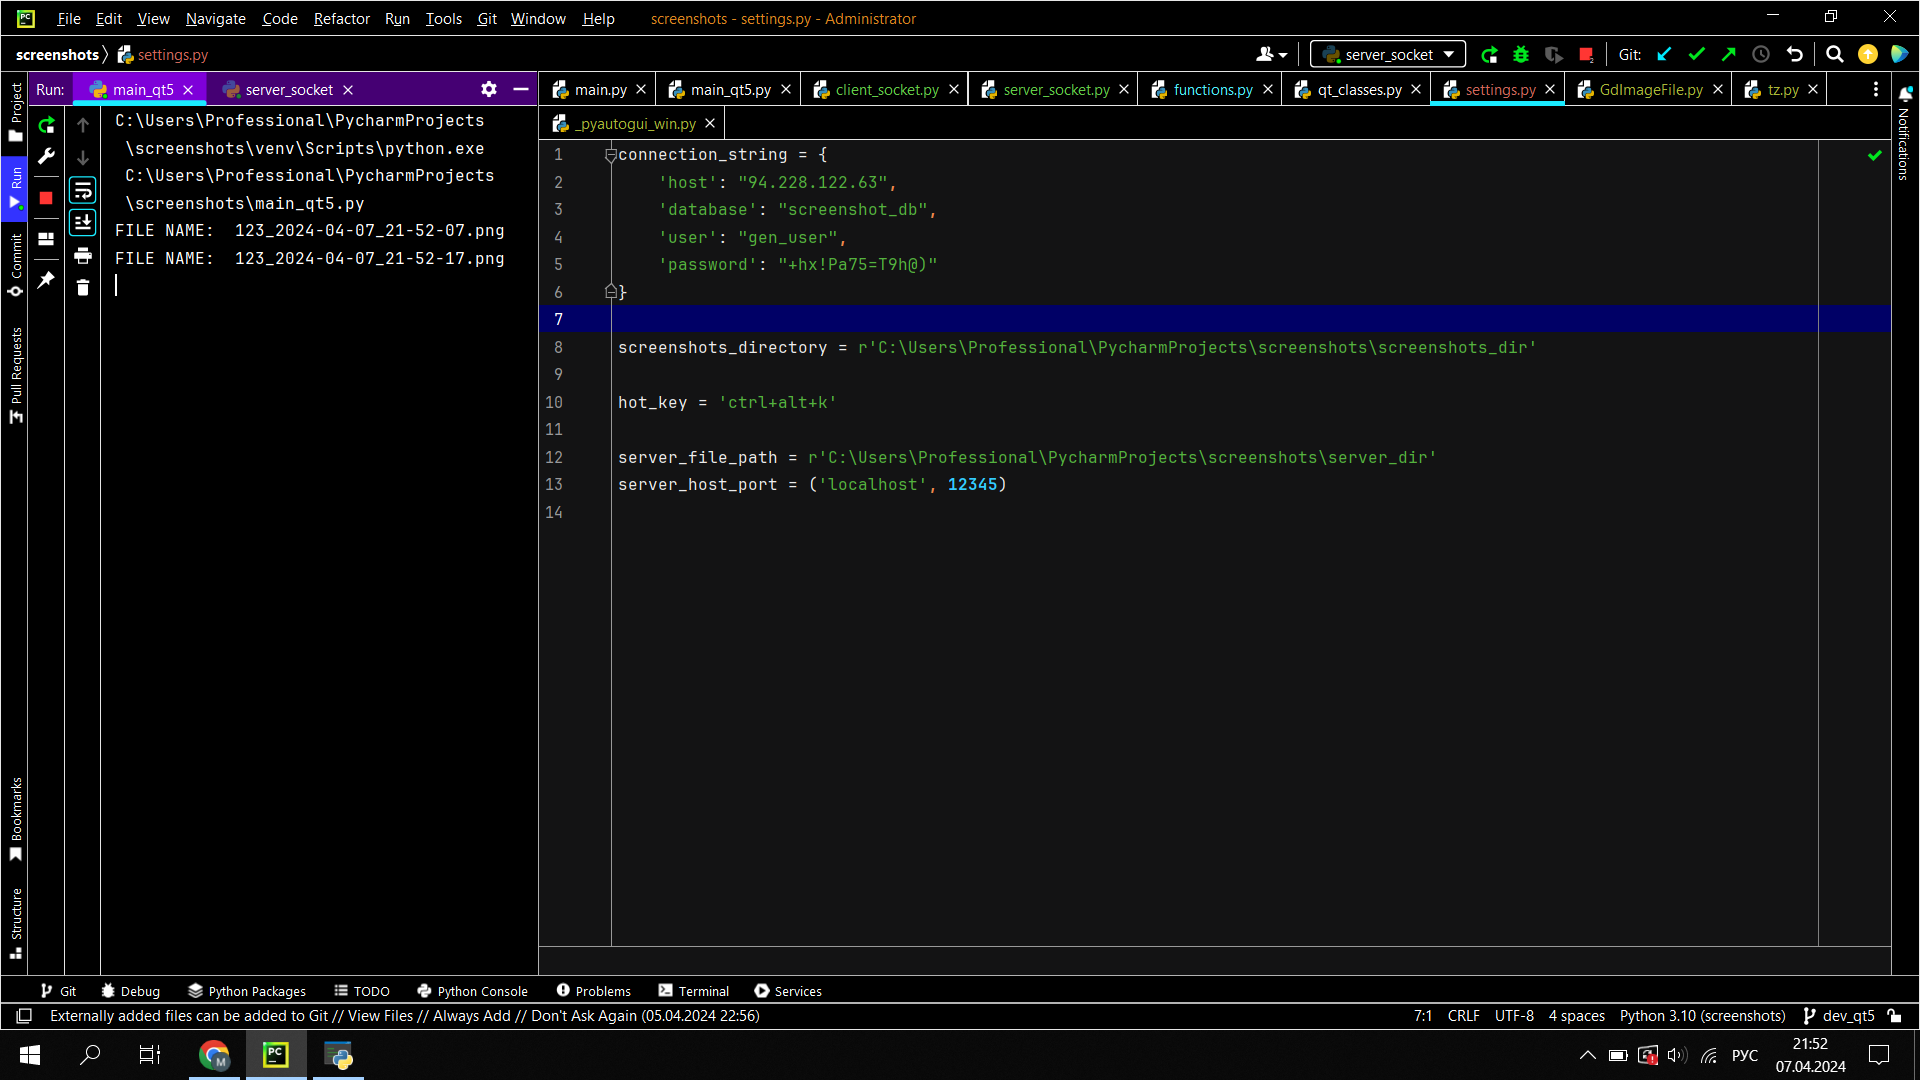 File Edit View Navigate Code Refactor Run Tools Git Window Help screenshots - settings.py - Administrator
screenshots settings.py server_socket Git:
Run: main_qt5 server_socket
main.py main_qt5.py client_socket.py server_socket.py functions.py qt_classes.py settings.py GdImageFile.py tz.py
_pyautogui_win.py
Project
Run
Commit
Pull Requests
Bookmarks
Structure
C:\Users\Professional\PycharmProjects
\screenshots\venv\Scripts\python.exe
C:\Users\Professional\PycharmProjects
\screenshots\main_qt5.py
FILE NAME:  123_2024-04-07_21-52-07.png
FILE NAME:  123_2024-04-07_21-52-17.png
1 connection_string = {
2     'host': "94.228.122.63",
3     'database': "screenshot_db",
4     'user': "gen_user",
5     'password': "+hx!Pa75=T9h@)"
6 }
7
8 screenshots_directory = r'C:\Users\Professional\PycharmProjects\screenshots\screenshots_dir'
9
10 hot_key = 'ctrl+alt+k'
11
12 server_file_path = r'C:\Users\Professional\PycharmProjects\screenshots\server_dir'
13 server_host_port = ('localhost', 12345)
14
Notifications
Git Debug Python Packages TODO Python Console Problems Terminal Services
Externally added files can be added to Git // View Files // Always Add // Don't Ask Again (05.04.2024 22:56) 7:1 CRLF UTF-8 4 spaces Python 3.10 (screenshots) dev_qt5
PC M РУС 21:52
07.04.2024